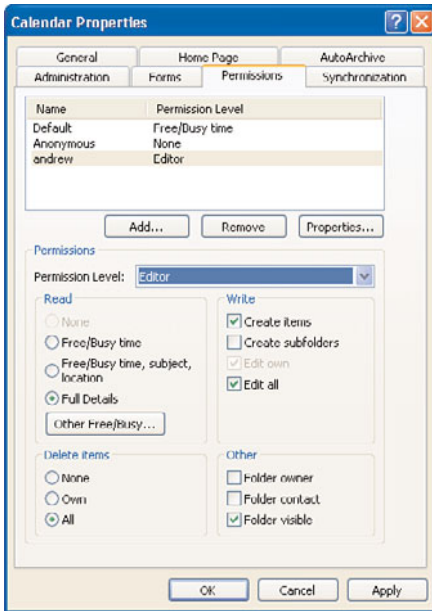 Calendar Properties
General Home Page AutoArchive
Administration Forms Permissions Synchronization
Name Permission Level
Default Free/Busy time
Anonymous None
andrew Editor
Add... Remove Properties...
Permissions
Permission Level: Editor
Read
None
Free/Busy time
Free/Busy time, subject,
location
Full Details
Other Free/Busy...
Write
Create items
Create subfolders
Edit own
Edit all
Delete items
None
Own
All
Other
Folder owner
Folder contact
Folder visible
OK Cancel Apply